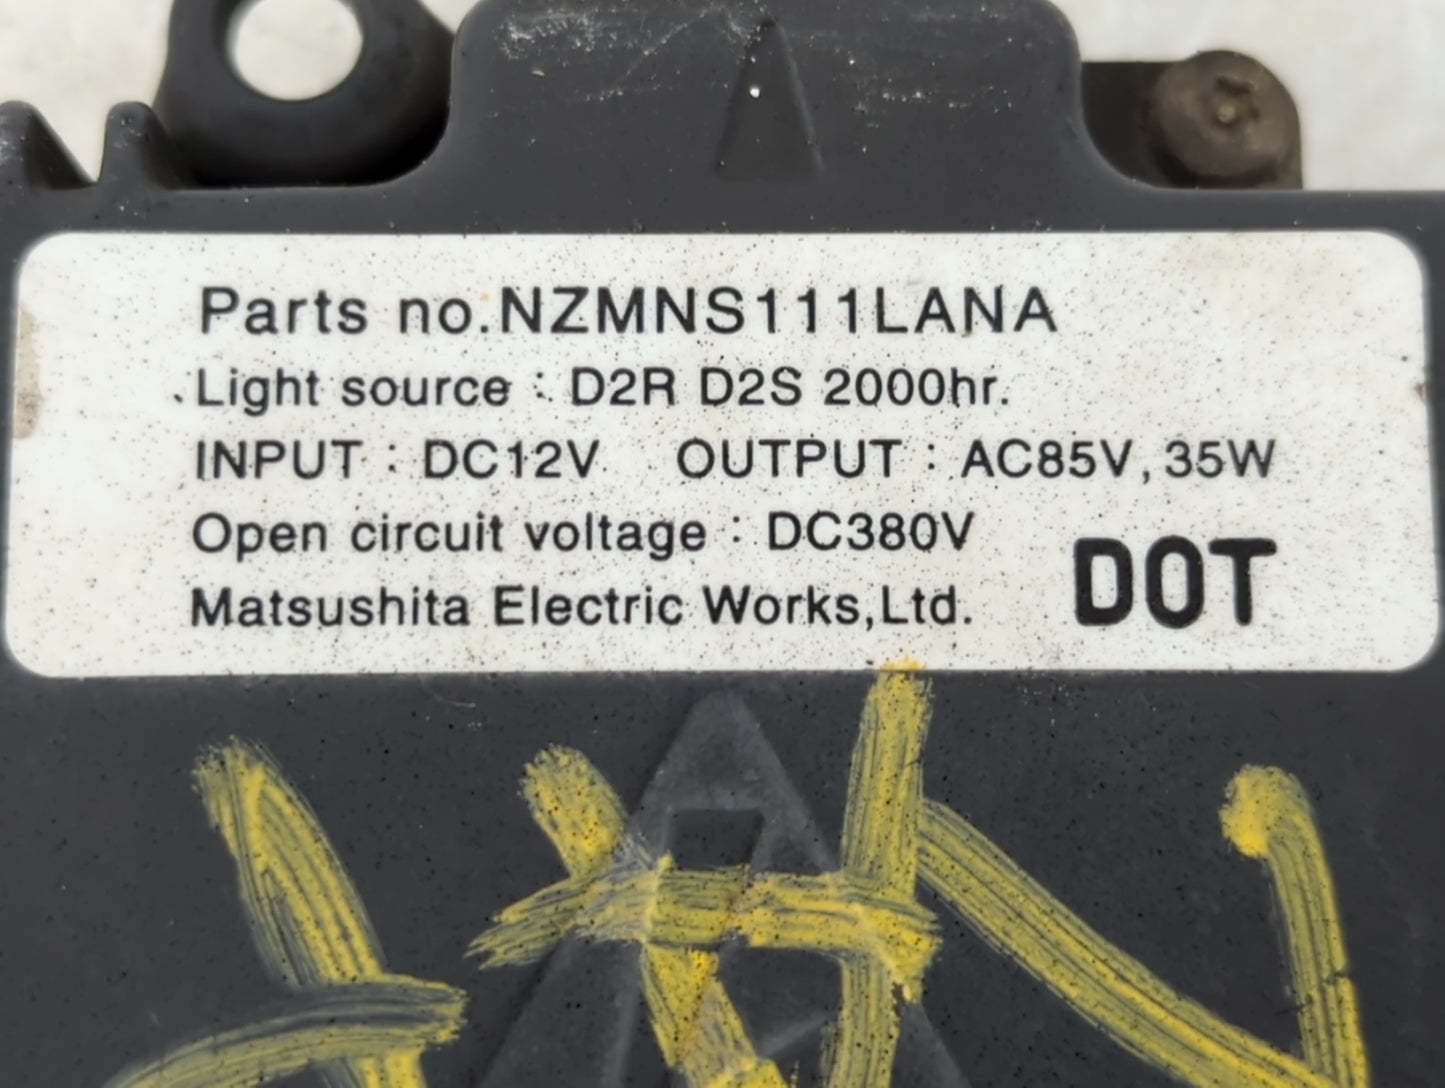 Parts no.NZMNS111LANA
Light source : D2R D2S 2000hr.
INPUT : DC12V OUTPUT : AC85V,35W
Open circuit voltage : DC380V
Matsushita Electric Works,Ltd. DOT